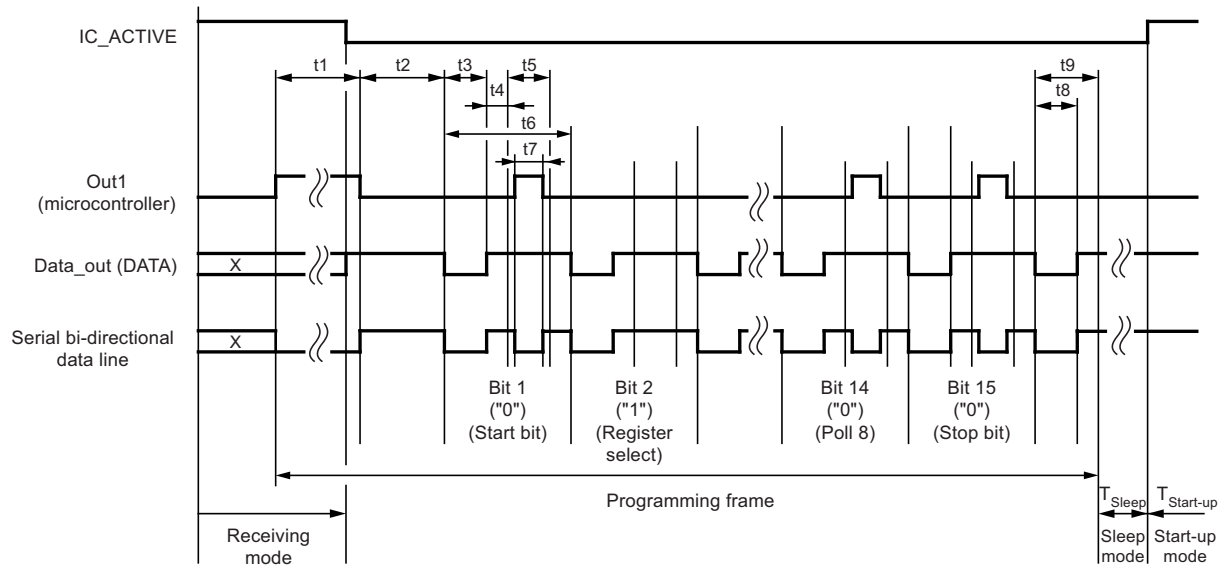 IC_ACTIVE
t1
t2
t3
t5
t9
t4
t8
t6
t7
Out1
(microcontroller)
Data_out (DATA)
X
Serial bi-directional
data line
X
Bit 1
("0")
(Start bit)
Bit 2
("1")
(Register
select)
Bit 14
("0")
(Poll 8)
Bit 15
("0")
(Stop bit)
Programming frame
TSleep
TStart-up
Receiving
mode
Sleep
mode
Start-up
mode